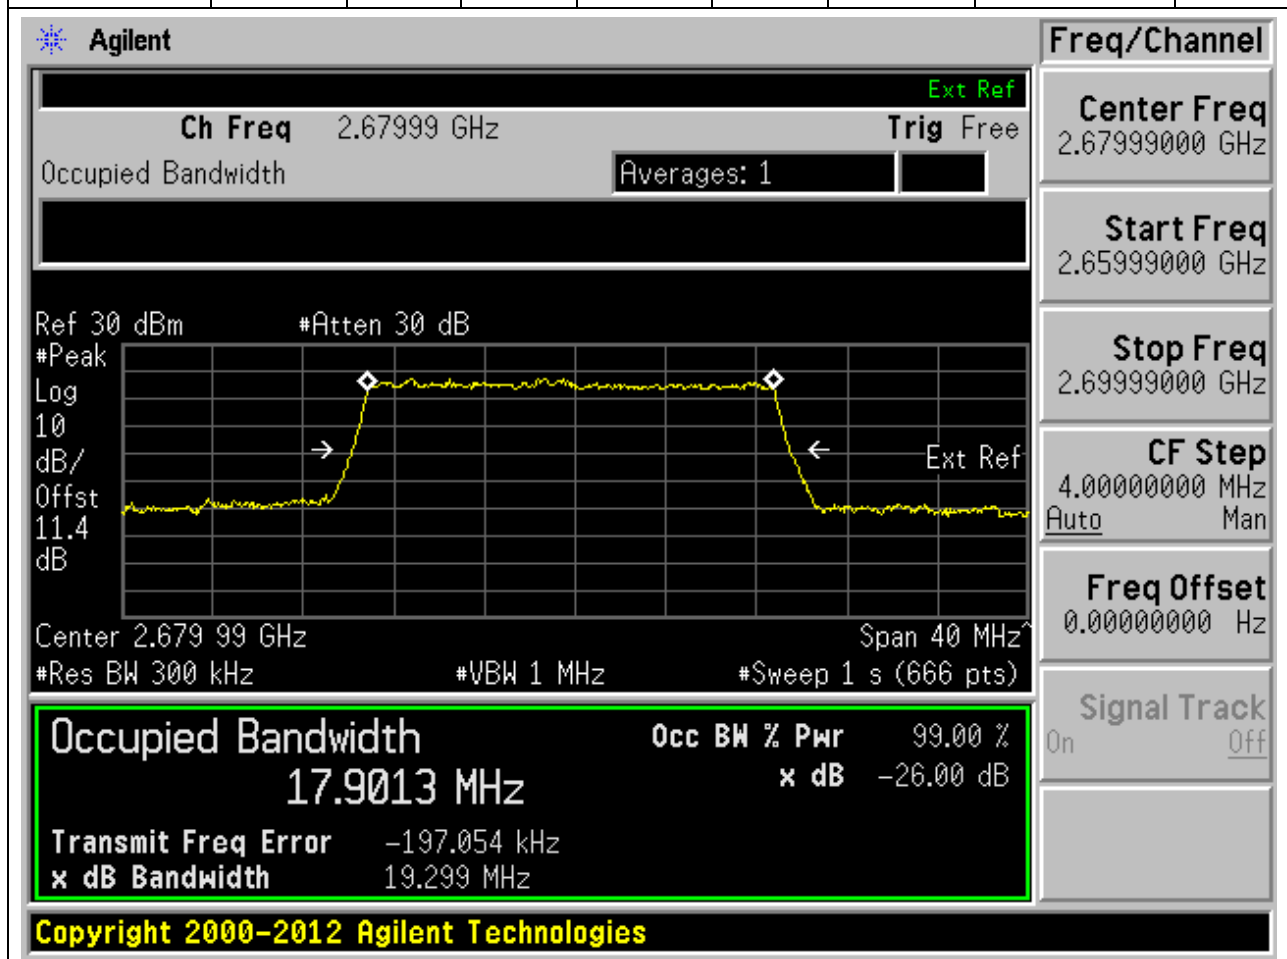 Agilent
Freq/Channel
Ext Ref
Ch Freq 2.67999 GHz
Trig Free
Occupied Bandwidth
Averages: 1
Center Freq
2.67999000 GHz
Start Freq
2.65999000 GHz
Stop Freq
2.69999000 GHz
CF Step
4.00000000 MHz
Auto Man
Freq Offset
0.00000000 Hz
Signal Track
On Off
Ref 30 dBm #Atten 30 dB
#Peak
Log
10
dB/
Offst
11.4
dB
Ext Ref
Center 2.679 99 GHz Span 40 MHz^
#Res BW 300 kHz #VBW 1 MHz #Sweep 1 s (666 pts)
Occupied Bandwidth
17.9013 MHz
Occ BW % Pwr 99.00 %
x dB -26.00 dB
Transmit Freq Error -197.054 kHz
x dB Bandwidth 19.299 MHz
Copyright 2000-2012 Agilent Technologies